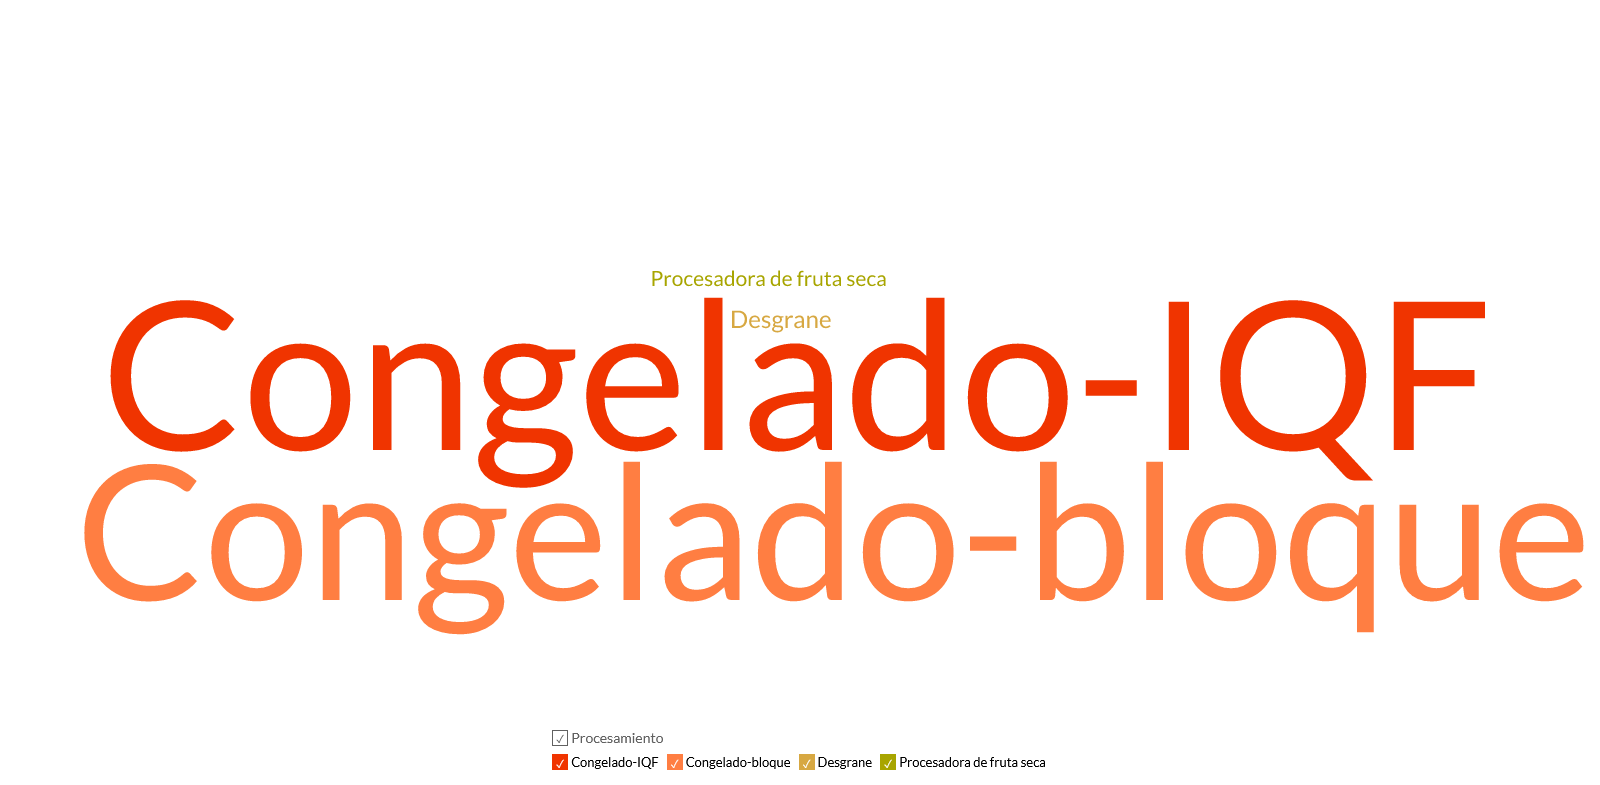 Procesadora de fruta seca
Desgrane
Congelado-IQF
Congelado-bloque
Procesamiento
Congelado-IQF Congelado-bloque Desgrane Procesadora de fruta seca